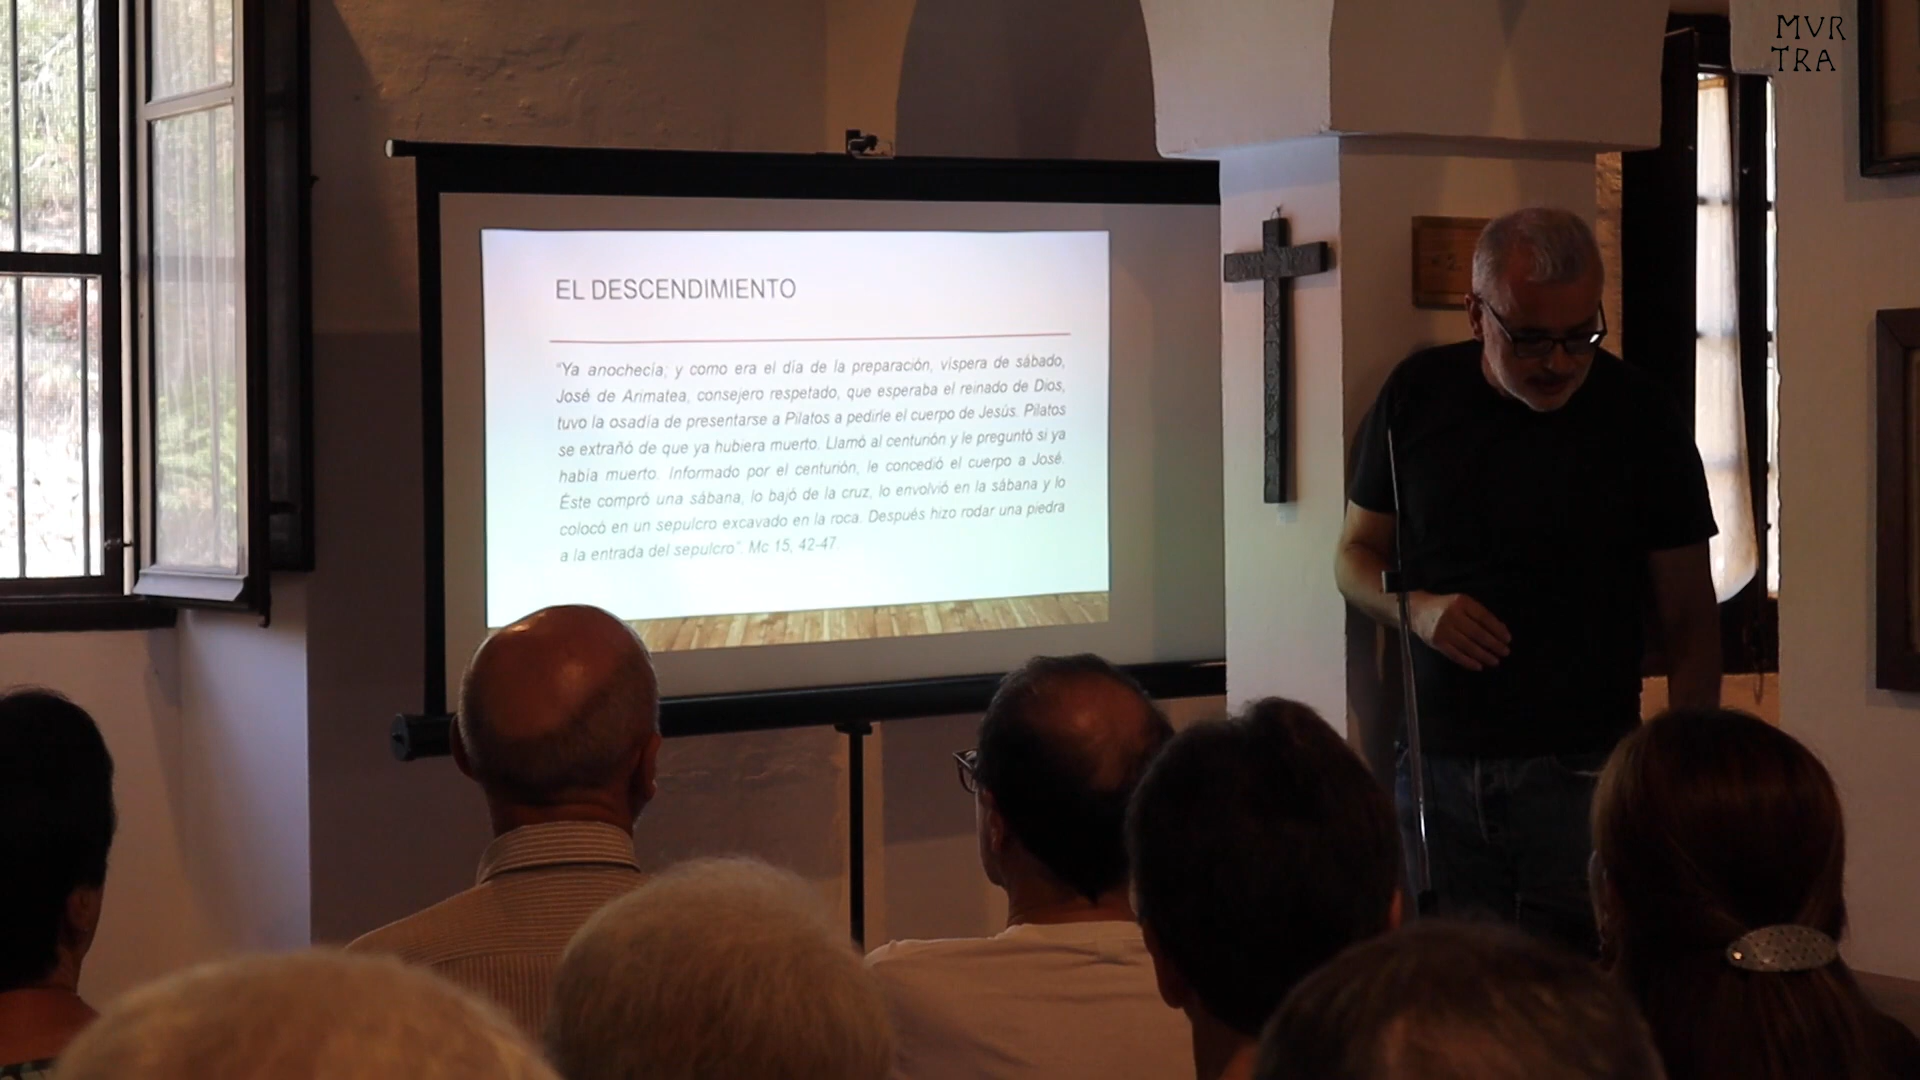 MVR
TRA
EL DESCENDIMIENTO
"Ya anochecía; y como era el día de la preparación, víspera de sábado,
José de Arimatea, consejero respetado, que esperaba el reinado de Dios,
tuvo la osadía de presentarse a Pilatos a pedirle el cuerpo de Jesús. Pilatos
se extrañó de que ya hubiera muerto. Llamó al centurión y le preguntó si ya
había muerto. Informado por el centurión, le concedió el cuerpo a José.
Éste compró una sábana, lo bajó de la cruz, lo envolvió en la sábana y lo
colocó en un sepulcro excavado en la roca. Después hizo rodar una piedra
a la entrada del sepulcro". Mc 15, 42-47.